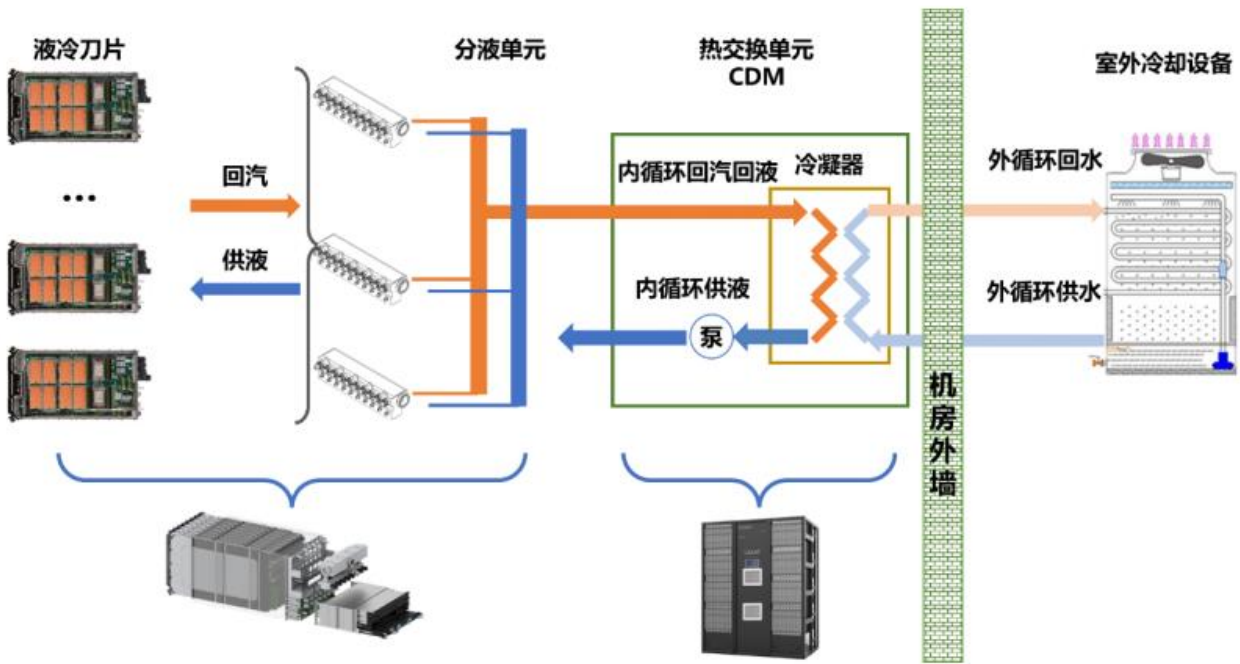 液冷刀片
分液单元
热交换单元
CDM
室外冷却设备
回汽
供液
内循环回汽回液
冷凝器
内循环供液
泵
外循环回水
外循环供水
机房外墙